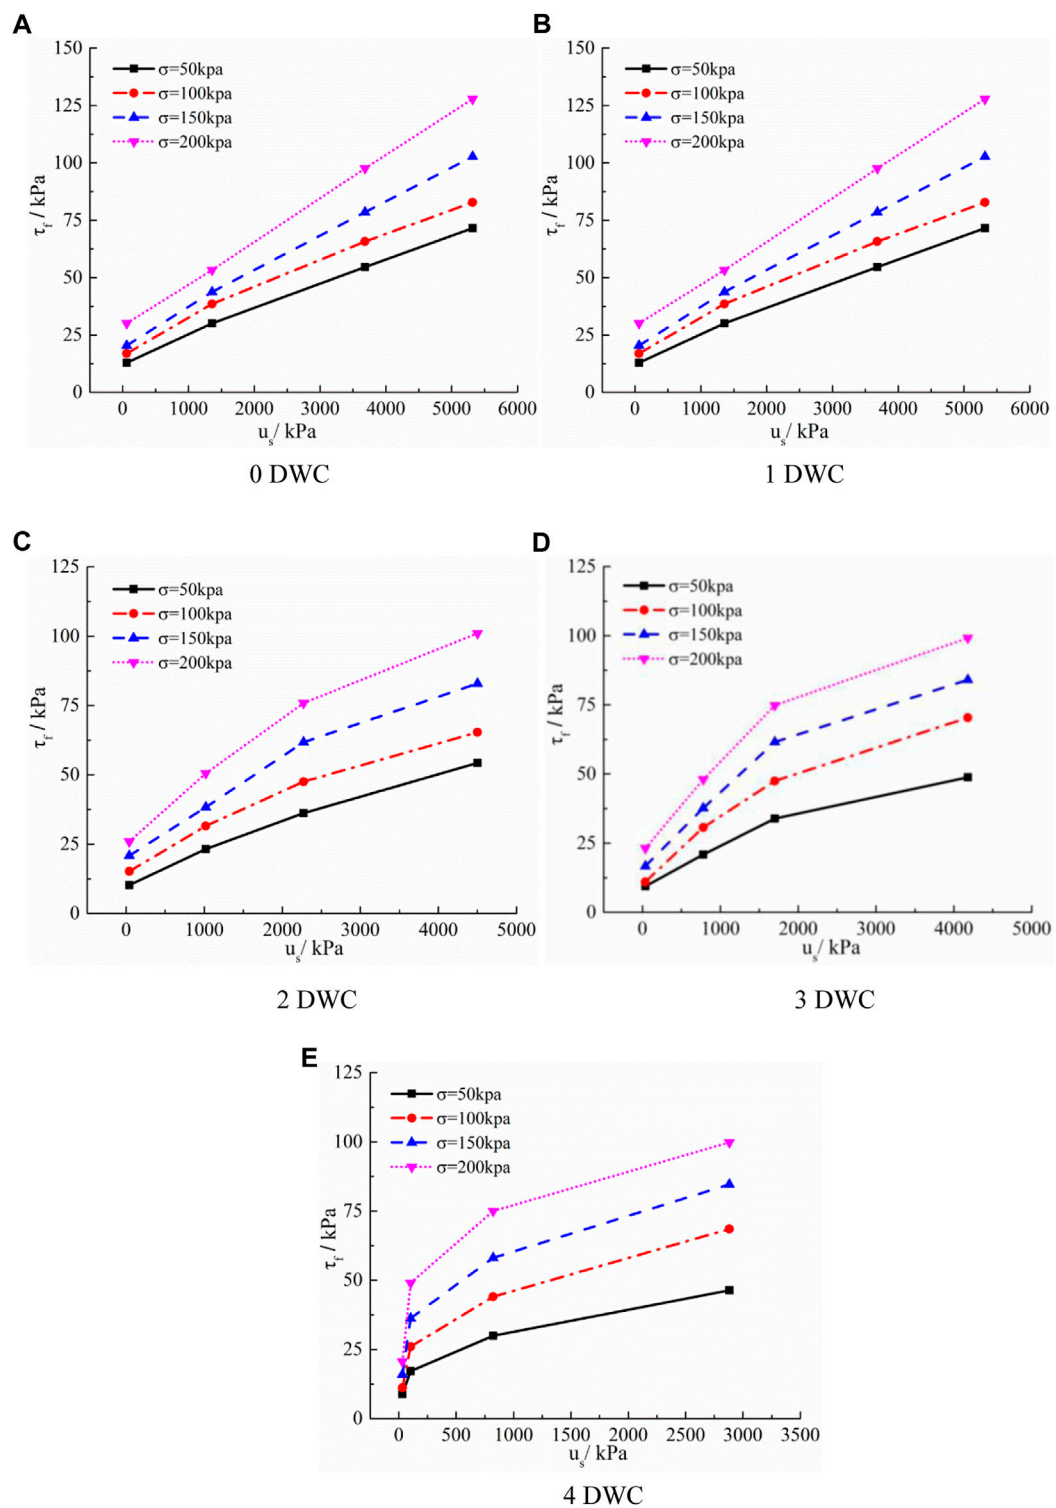 A
150
125
100
75
50
25
0
τf / kPa
σ=50kpa
σ=100kpa
σ=150kpa
σ=200kpa
0 1000 2000 3000 4000 5000 6000
us/ kPa
0 DWC
B
150
125
100
75
50
25
0
τf / kPa
σ=50kpa
σ=100kpa
σ=150kpa
σ=200kpa
0 1000 2000 3000 4000 5000 6000
us/ kPa
1 DWC
C
125
100
75
50
25
0
τf / kPa
σ=50kpa
σ=100kpa
σ=150kpa
σ=200kpa
0 1000 2000 3000 4000 5000
us/ kPa
2 DWC
D
125
100
75
50
25
0
τf / kPa
σ=50kpa
σ=100kpa
σ=150kpa
σ=200kpa
0 1000 2000 3000 4000 5000
us/ kPa
3 DWC
E
125
100
75
50
25
0
τf / kPa
σ=50kpa
σ=100kpa
σ=150kpa
σ=200kpa
0 500 1000 1500 2000 2500 3000 3500
us/ kPa
4 DWC